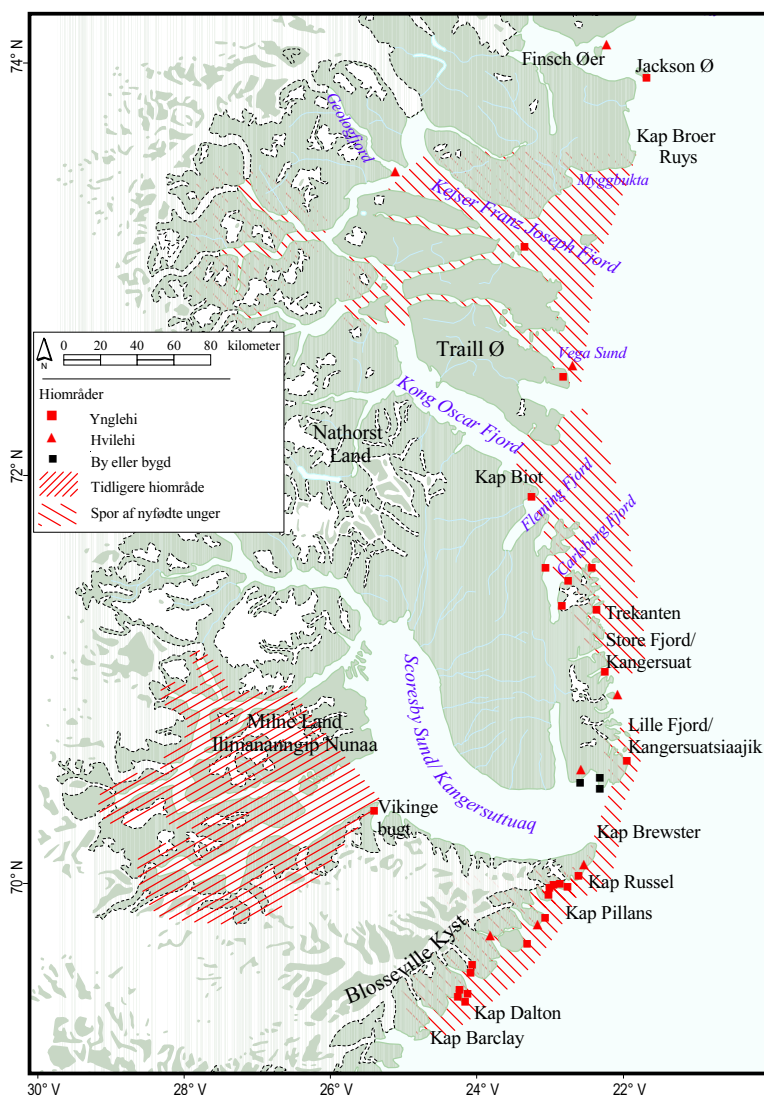 74° N
Finsch Øer
Jackson Ø
Geologfjord
Kap Broer
Ruys
Myggbukta
Kejser Franz Joseph Fjord
0 20 40 60 80 kilometer
N
Hiområder
Ynglehi
Hvilehi
By eller bygd
Tidligere hiområde
Spor af nyfødte unger
Traill Ø
Vega Sund
Kong Oscar Fjord
Nathorst
Land
72° N
Kap Biot
Fleming Fjord
Carlsberg Fjord
Trekanten
Store Fjord/
Kangersuat
Scoresby Sund/ Kangersuttuaq
Milne Land
Ilimananngip Nunaa
Lille Fjord/
Kangersuatsiaajik
Vikinge
bugt
Kap Brewster
70° N
Kap Russel
Kap Pillans
Blosseville Kyst
Kap Dalton
Kap Barclay
30° V
28° V
26° V
24° V
22° V